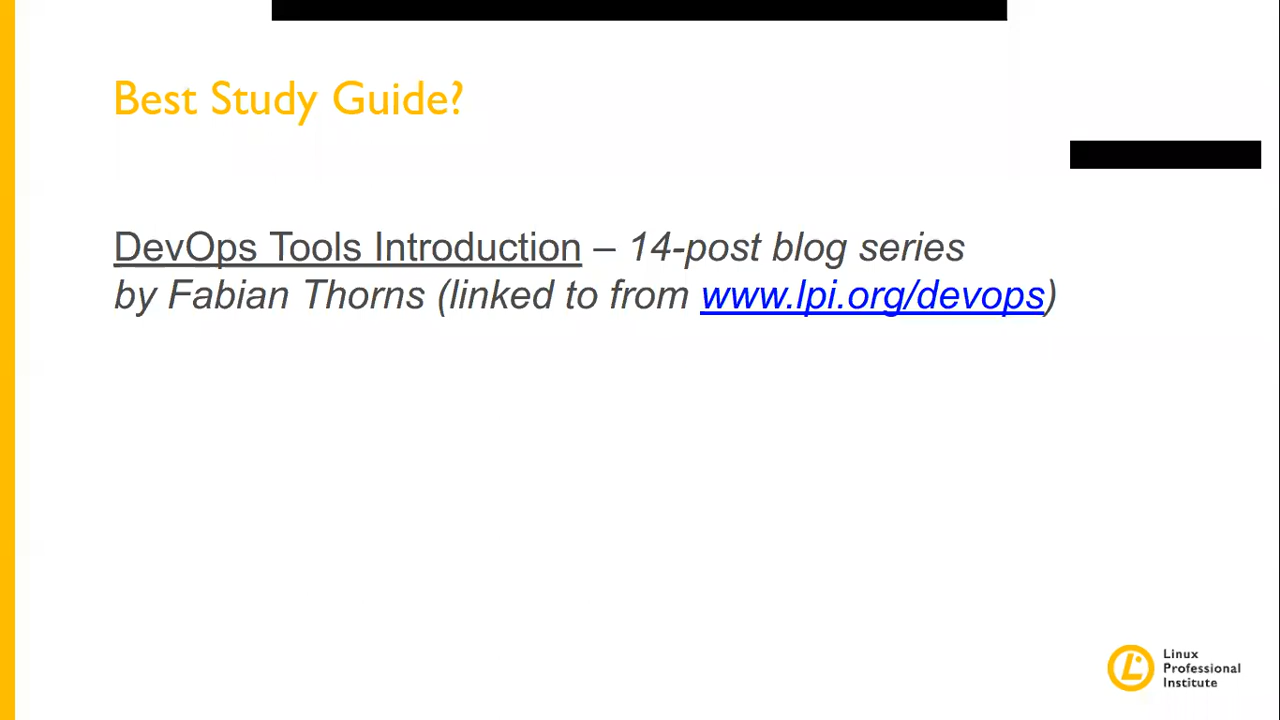 Best Study Guide?
DevOps Tools Introduction – 14-post blog series
by Fabian Thorns (linked to from www.lpi.org/devops)
Linux
Professional
Institute